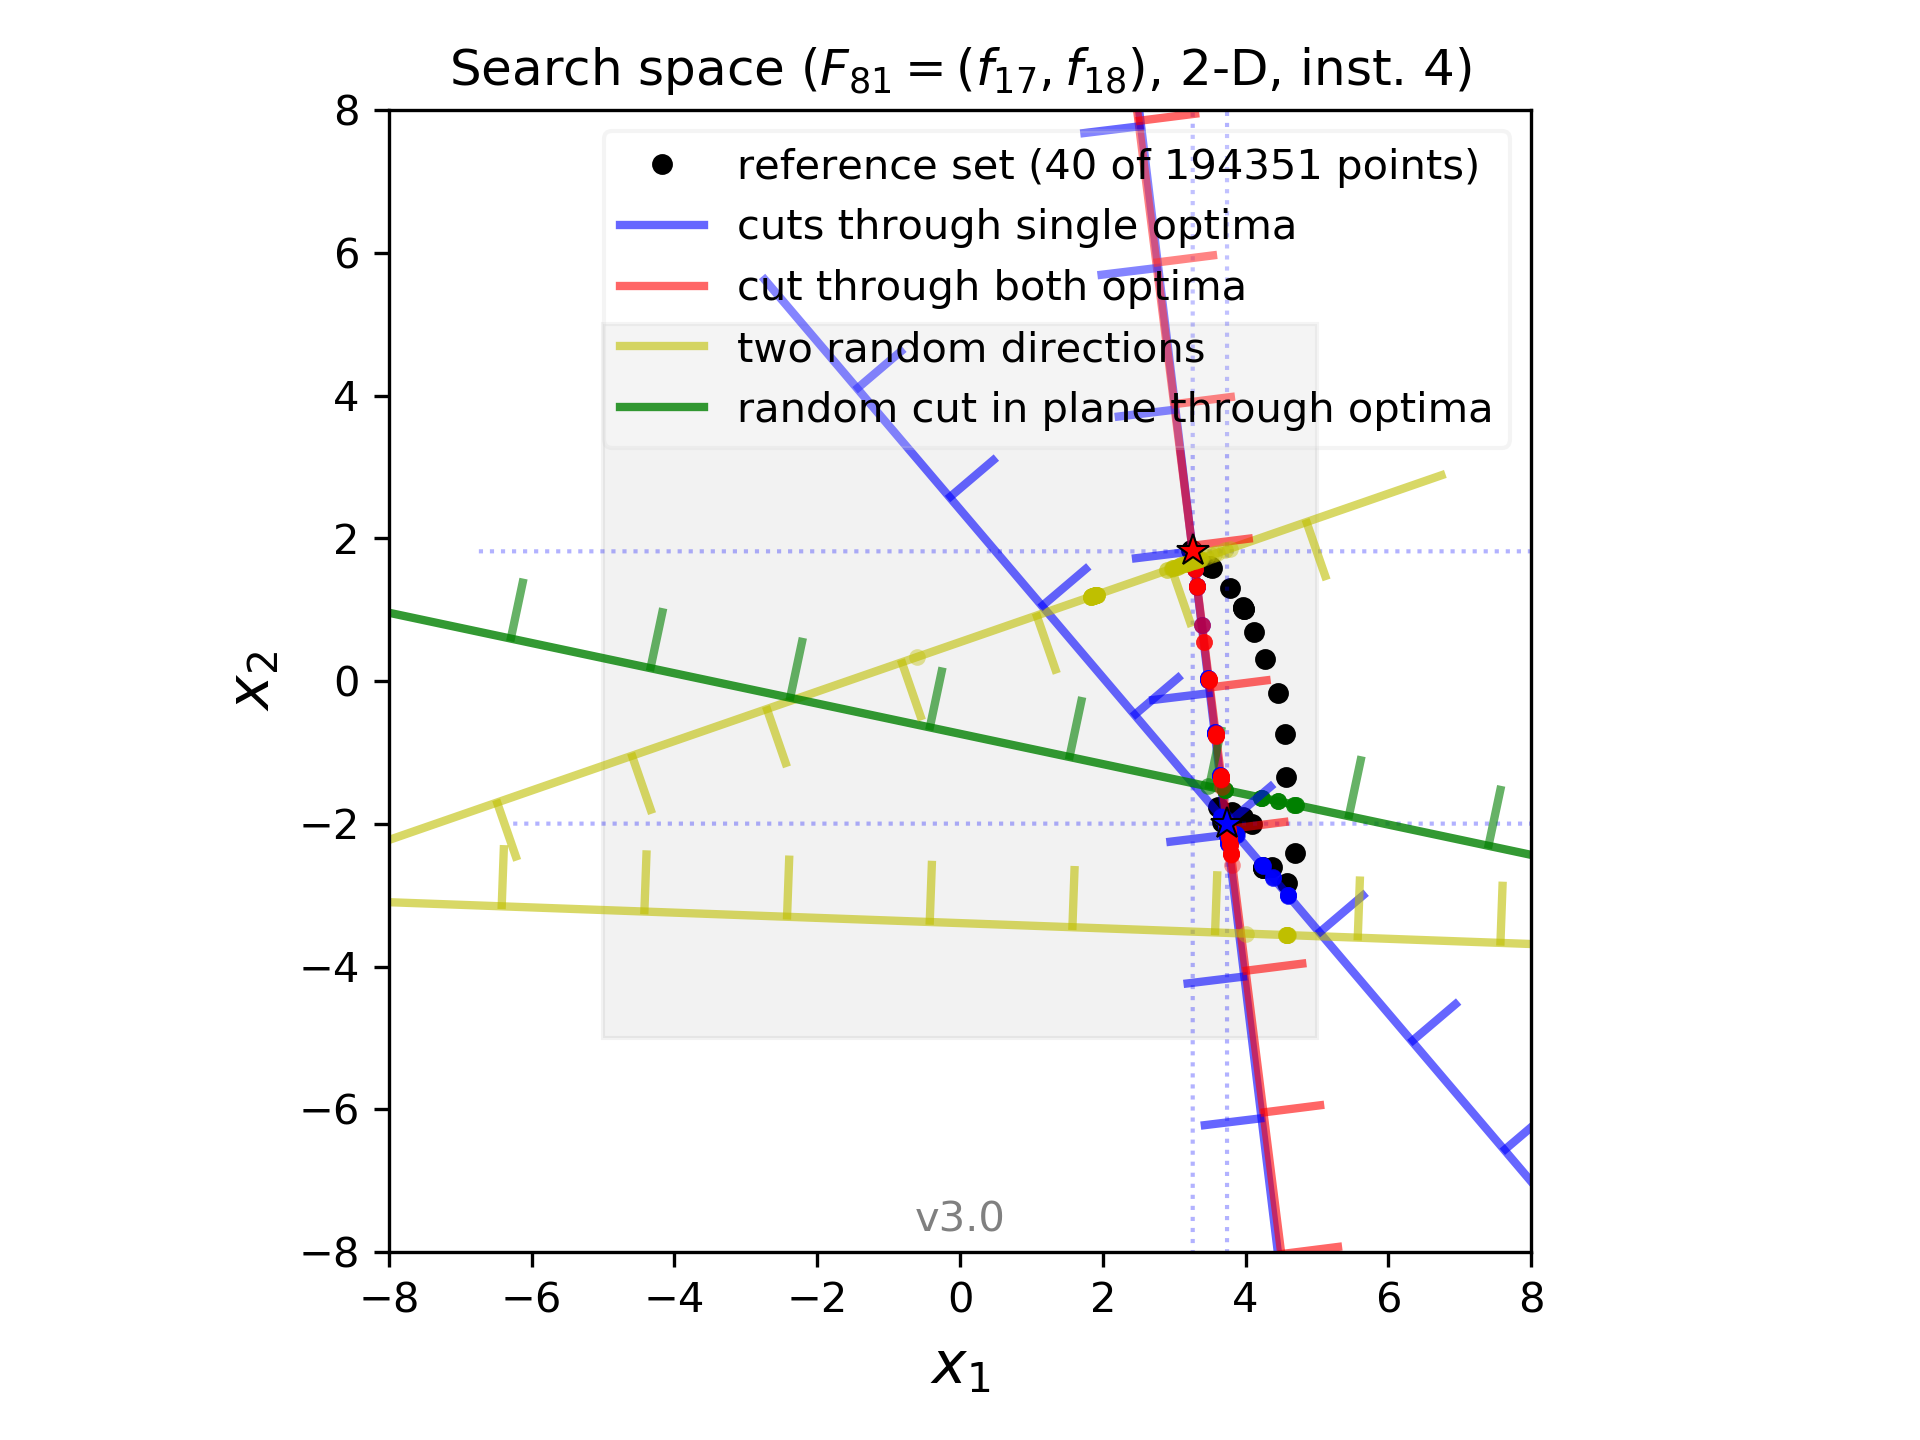 Search space (F₈₁ = (f₁₇, f₁₈), 2-D, inst. 4)
8
6
4
2
0
−2
−4
−6
−8
x₂
reference set (40 of 194351 points)
cuts through single optima
cut through both optima
two random directions
random cut in plane through optima
v3.0
−8 −6 −4 −2 0 2 4 6 8
x₁